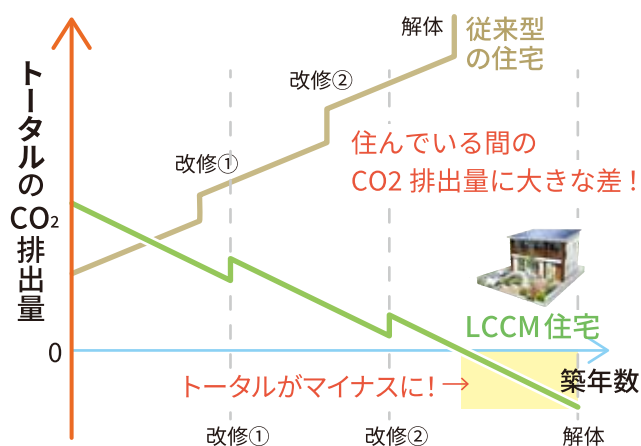 解体
従来型
の住宅
改修②
改修①
住んでいる間の
CO2 排出量に大きな差！
トータルのCO2排出量
LCCM住宅
0
トータルがマイナスに！→
築年数
改修①
改修②
解体